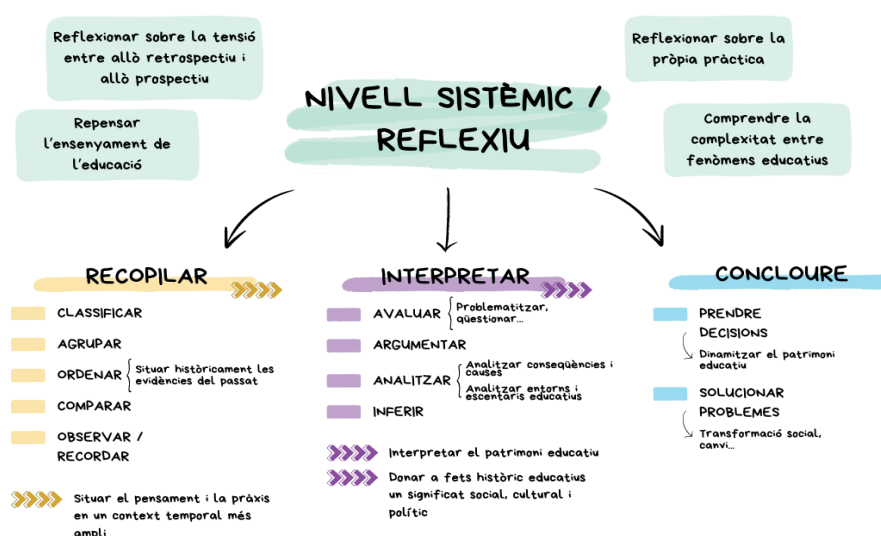 Reflexionar sobre la tensió
entre allò retrospectiu i
allò prospectiu
Repensar
l'ensenyament de
l'educació
NIVELL SISTÈMIC /
REFLEXIU
Reflexionar sobre la
pròpia pràctica
Comprendre la
complexitat entre
fenòmens educatius
RECOPILAR
CLASSIFICAR
AGRUPAR
ORDENAR
Situar històricament les
evidències del passat
COMPARAR
OBSERVAR /
RECORDAR
Situar el pensament i la pràxis
en un context temporal més
ampli
INTERPRETAR
AVALUAR
Problematitzar,
qüestionar...
ARGUMENTAR
ANALITZAR
Analitzar conseqüències i
causes
Analitzar entorns i
escentaris educatius
INFERIR
Interpretar el patrimoni educatiu
Donar a fets històric educatius
un significat social, cultural i
polític
CONCLOURE
PRENDRE
DECISIONS
Dinamitzar el patrimoni
educatiu
SOLUCIONAR
PROBLEMES
Transformació social,
canvi...